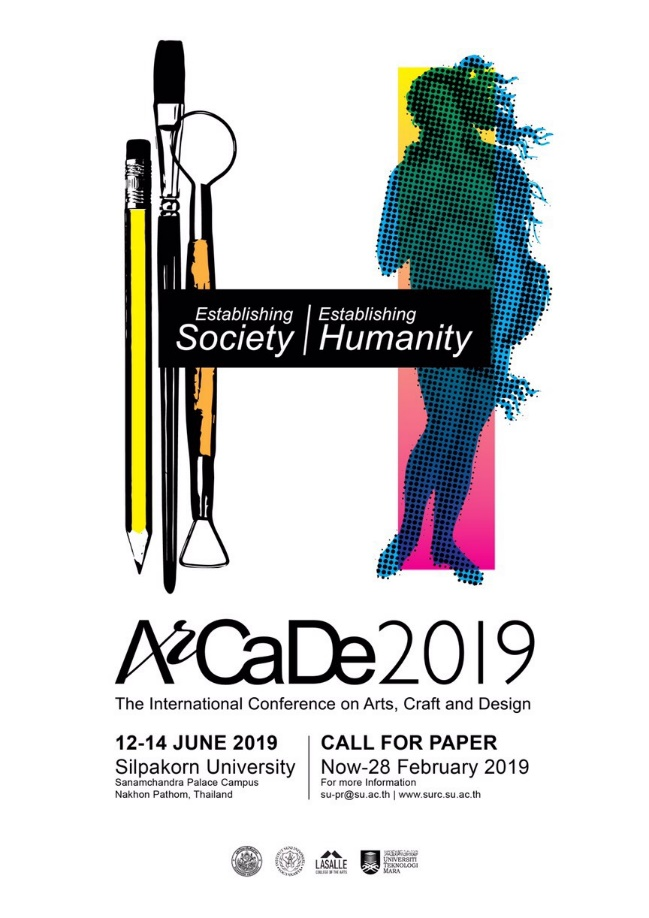 Establishing
Society
Establishing
Humanity
ArCaDe2019
The International Conference on Arts, Craft and Design
12-14 JUNE 2019
Silpakorn University
Sanamchandra Palace Campus
Nakhon Pathom, Thailand
CALL FOR PAPER
Now-28 February 2019
For more Information
su-pr@su.ac.th | www.surc.su.ac.th
LASALLE
COLLEGE OF THE ARTS
UNIVERSITI
TEKNOLOGI
MARA